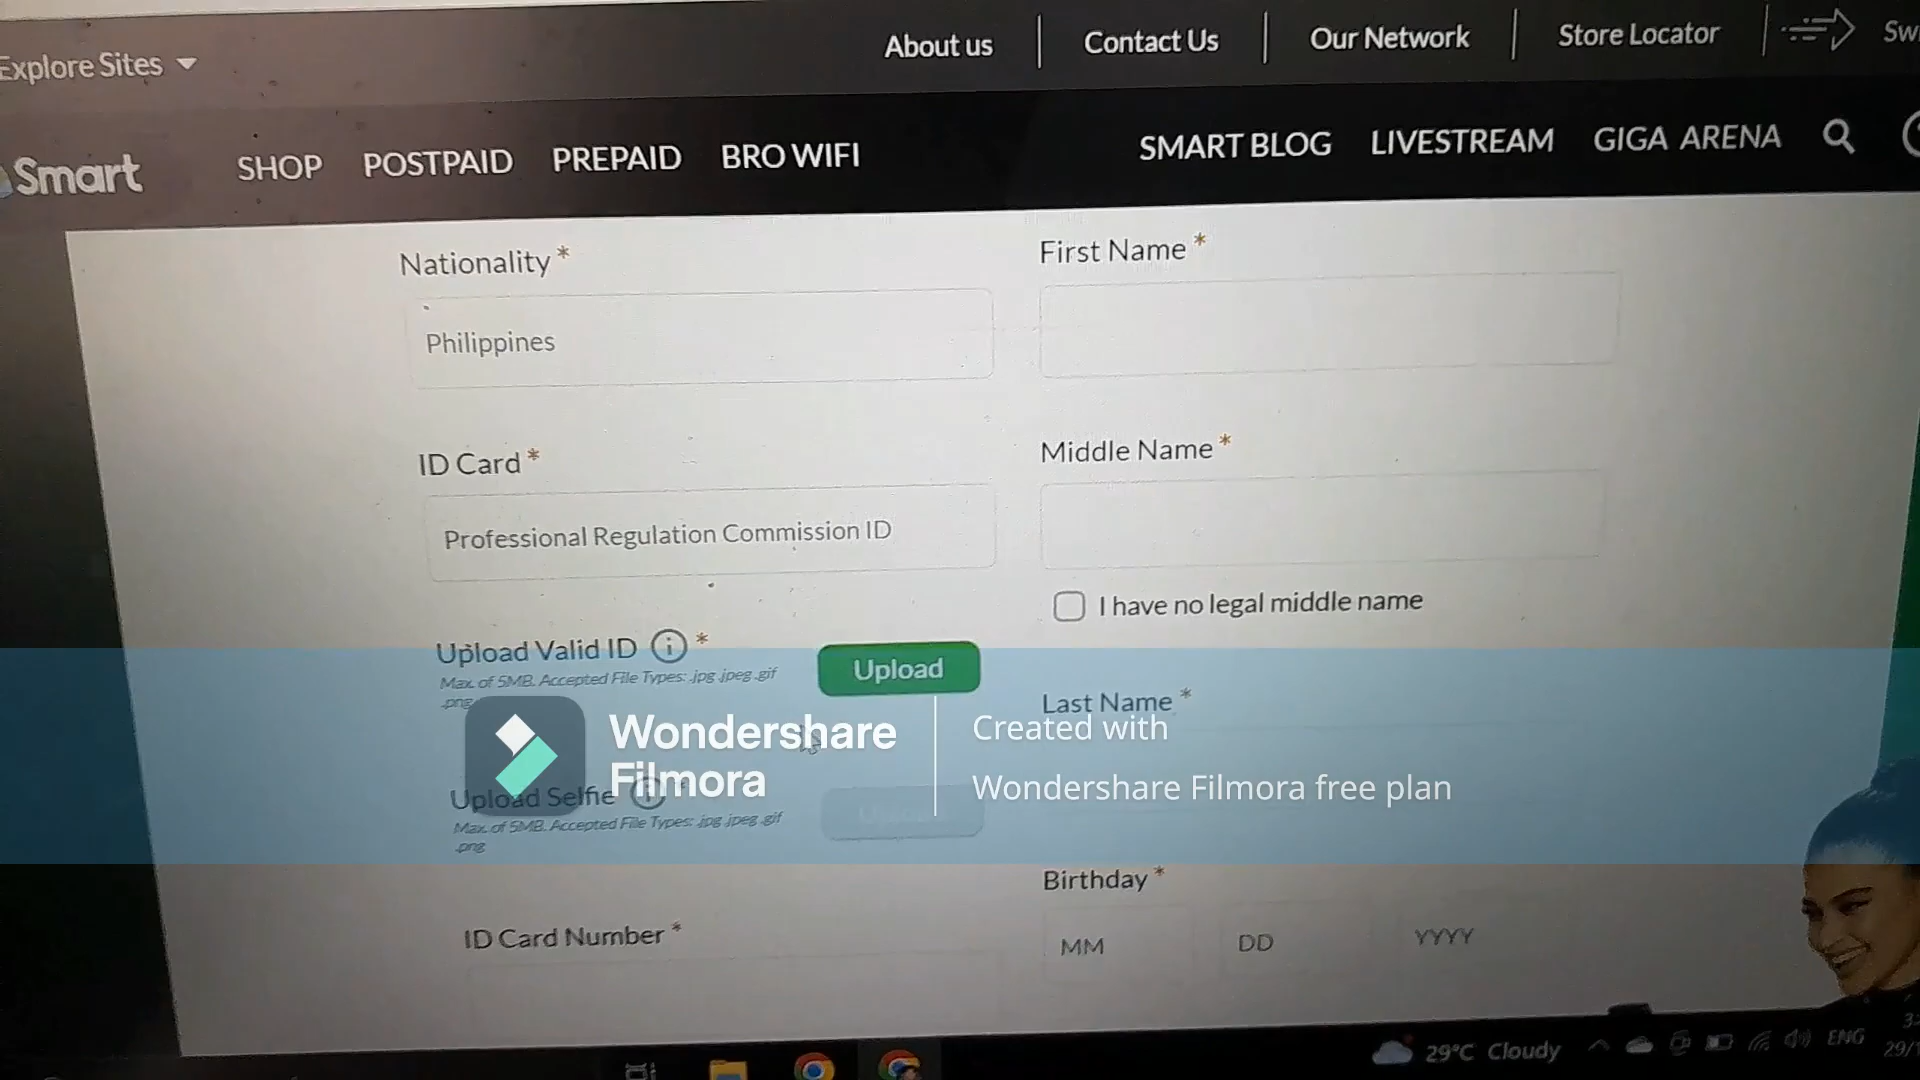 Explore Sites
About us
Contact Us
Our Network
Store Locator
Smart
SHOP
POSTPAID
PREPAID
BRO WIFI
SMART BLOG
LIVESTREAM
GIGA ARENA
Nationality *
Philippines
First Name *
ID Card *
Professional Regulation Commission ID
Middle Name *
I have no legal middle name
Upload Valid ID *
Max. of 5MB. Accepted File Types: .jpg .jpeg .gif
.png
Upload
Last Name *
Wondershare
Filmora
Created with
Wondershare Filmora free plan
Upload Selfie
Max. of 5MB. Accepted File Types: .jpg .jpeg .gif
.png
ID Card Number *
Birthday *
MM
DD
YYYY
29°C Cloudy
ENG